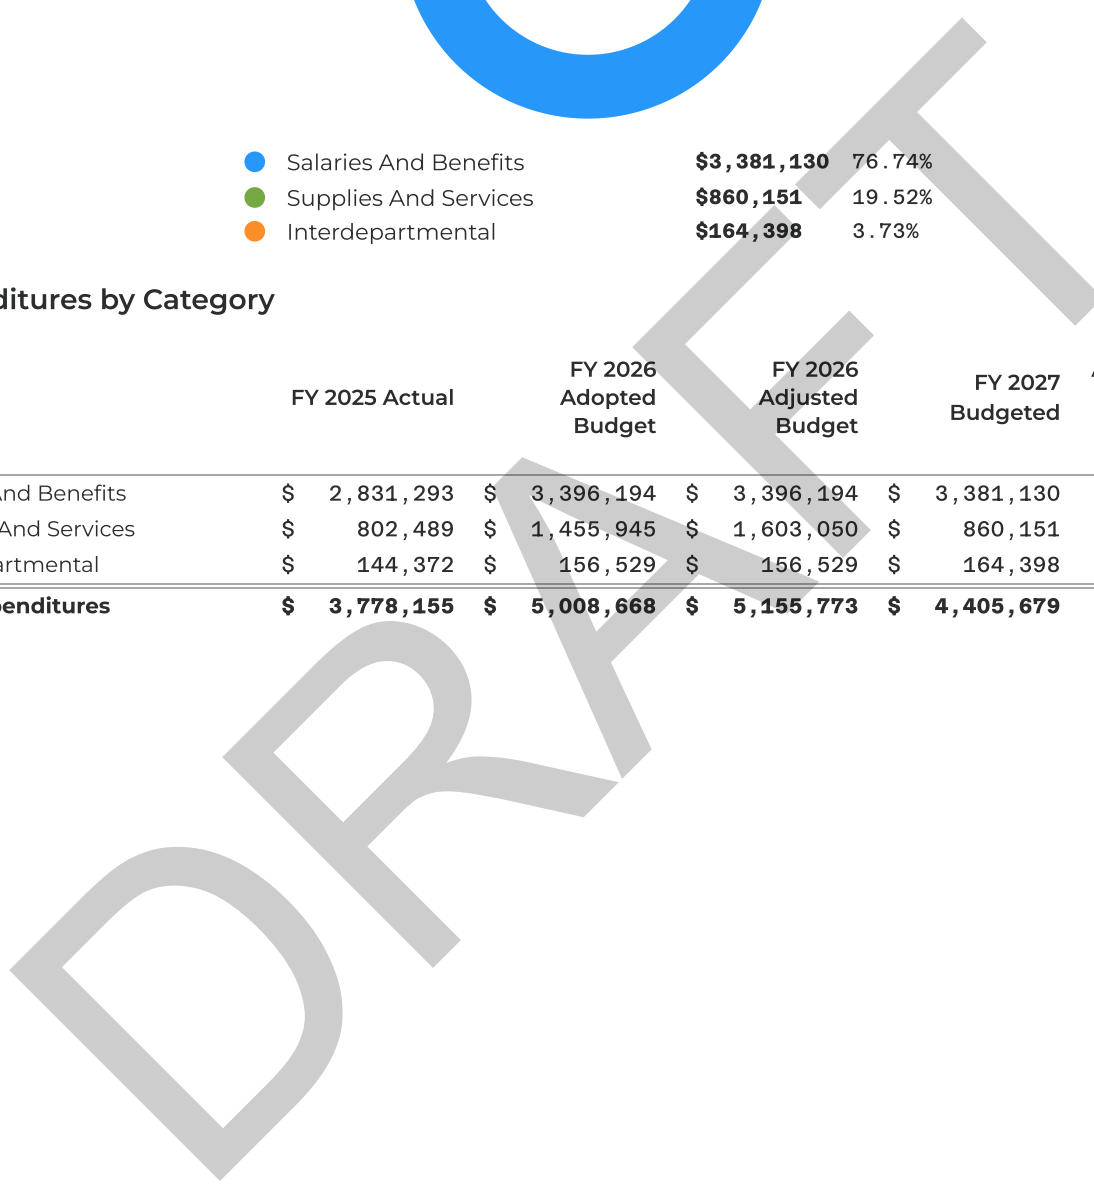 Salaries And Benefits $3,381,130 76.74%
Supplies And Services $860,151 19.52%
Interdepartmental $164,398 3.73%
ditures by Category
FY 2025 Actual FY 2026 Adopted Budget FY 2026 Adjusted Budget FY 2027 Budgeted
And Benefits $ 2,831,293 $ 3,396,194 $ 3,396,194 $ 3,381,130
And Services $ 802,489 $ 1,455,945 $ 1,603,050 $ 860,151
artmental $ 144,372 $ 156,529 $ 156,529 $ 164,398
penditures $ 3,778,155 $ 5,008,668 $ 5,155,773 $ 4,405,679
DRAFT